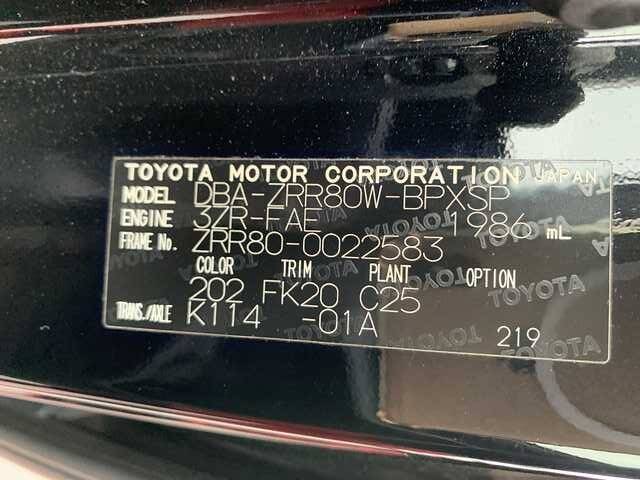 TOYOTA MOTOR CORPORATION JAPAN
MODEL DBA-ZRR80W-BPXSP
ENGINE 3ZR-FAE 1986 mL
FRAME No. ZRR80-0022583
COLOR TRIM PLANT OPTION
202 FK20 C25
TRANS./AXLE K114 -01A
219